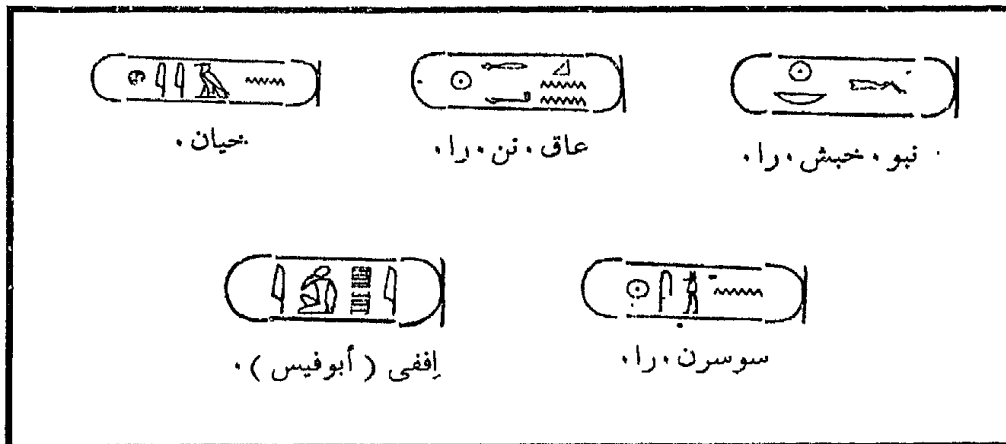 نبو ، خبش ، را ،
عاق ، نن ، را ،
خيان ،
سوسرن ، را ،
إففى ( أبوفيس ) ،